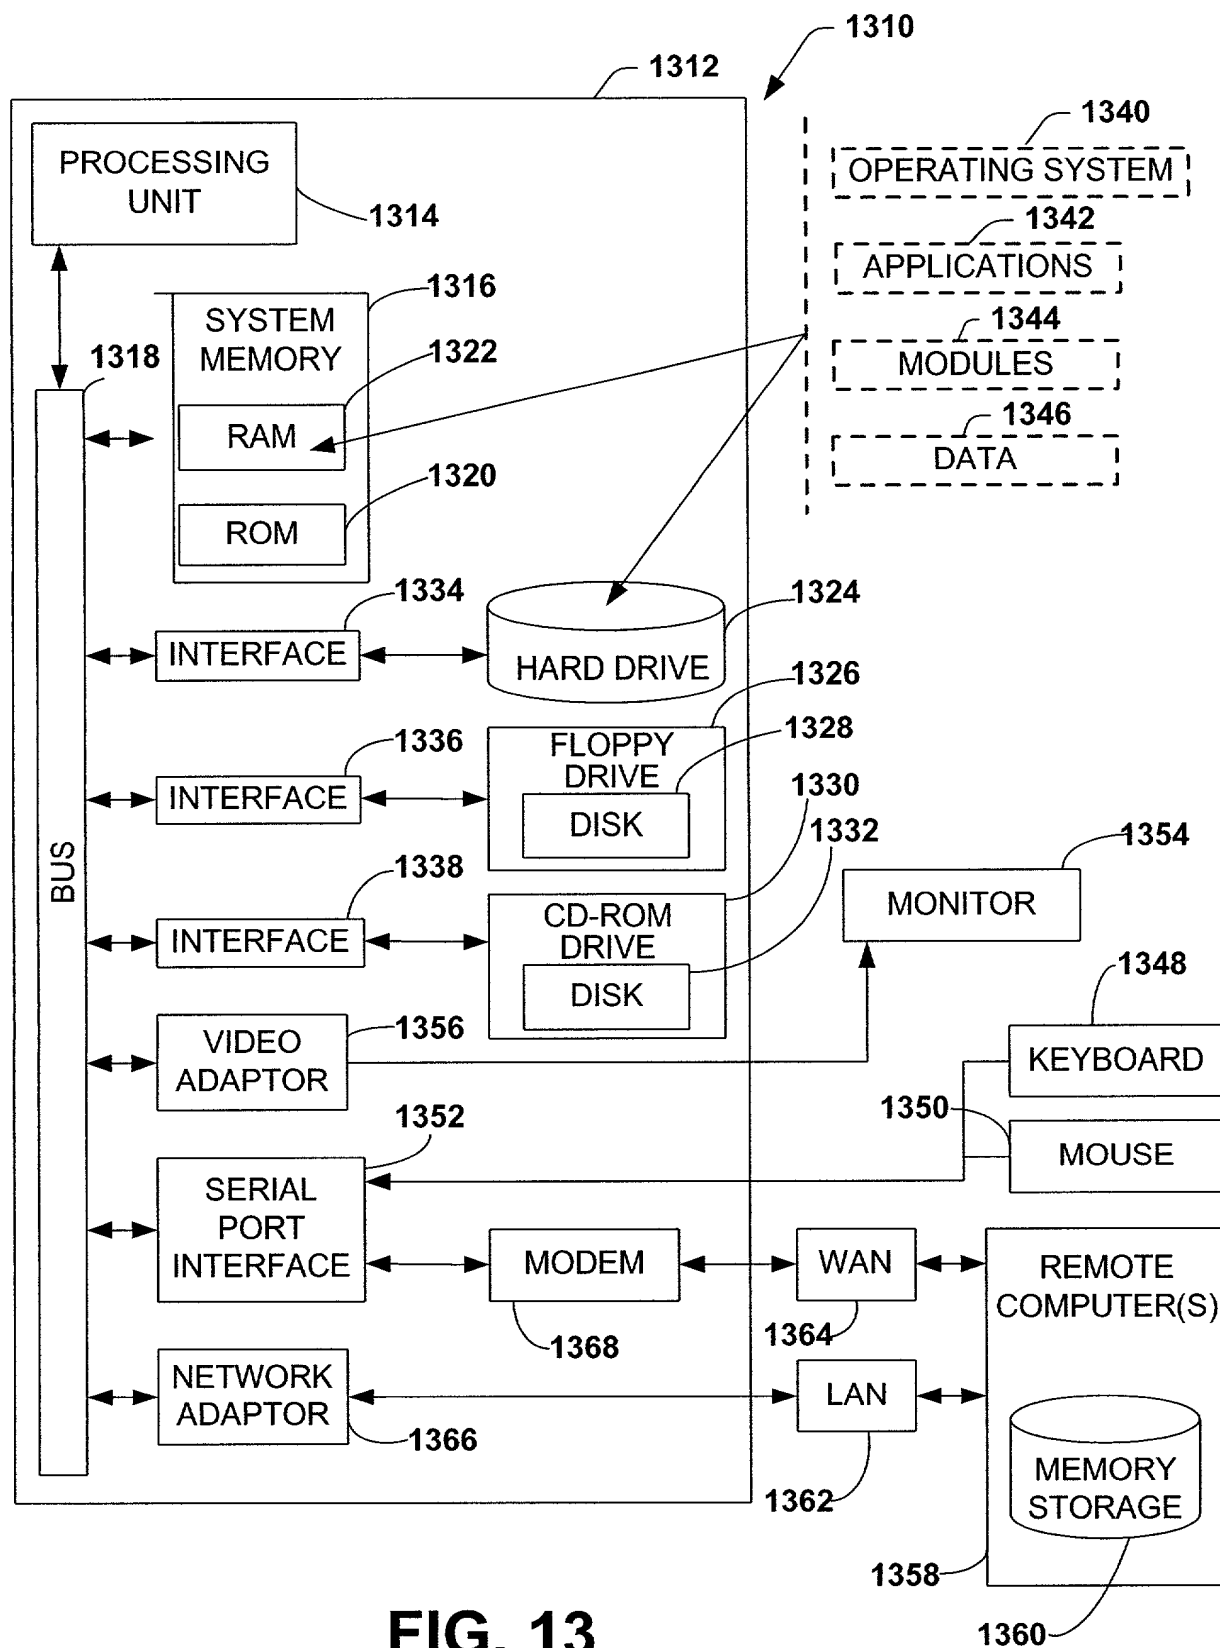 1310
1312
1340
PROCESSING
UNIT
1314
OPERATING SYSTEM
1342
APPLICATIONS
1316
SYSTEM
MEMORY
1344
MODULES
1318
1322
RAM
1346
DATA
1320
ROM
1334
INTERFACE
1324
HARD DRIVE
1326
1336
INTERFACE
FLOPPY
DRIVE
1328
DISK
1330
1332
BUS
1338
INTERFACE
CD-ROM
DRIVE
DISK
1354
MONITOR
1348
KEYBOARD
1356
VIDEO
ADAPTOR
1350
MOUSE
1352
SERIAL
PORT
INTERFACE
MODEM
1368
WAN
1364
REMOTE
COMPUTER(S)
NETWORK
ADAPTOR
1366
LAN
1362
MEMORY
STORAGE
1358
1360
FIG. 13